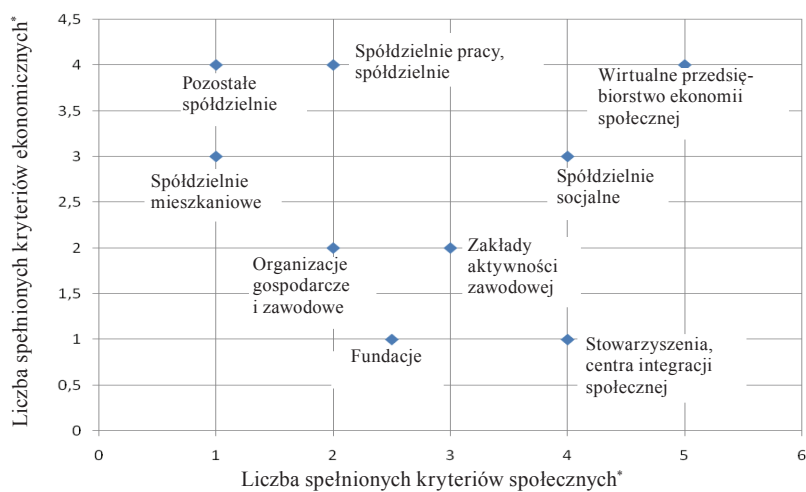 Liczba spełnionych kryteriów ekonomicznych*
4,5
4
3,5
3
2,5
2
1,5
1
0,5
0
Pozostałe
spółdzielnie
Spółdzielnie pracy,
spółdzielnie
Wirtualne przedsię-
biorstwo ekonomii
społecznej
Spółdzielnie
mieszkaniowe
Spółdzielnie
socjalne
Organizacje
gospodarcze
i zawodowe
Zakłady
aktywności
zawodowej
Fundacje
Stowarzyszenia,
centra integracji
społecznej
0 1 2 3 4 5 6
Liczba spełnionych kryteriów społecznych*